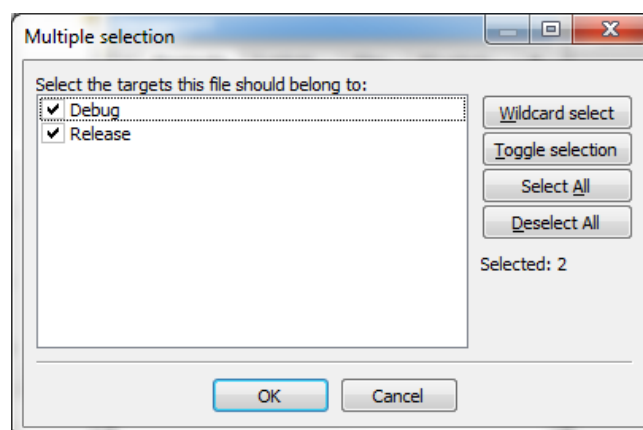 Multiple selection
Select the targets this file should belong to:
Debug
Release
Wildcard select
Toggle selection
Select All
Deselect All
Selected: 2
OK
Cancel